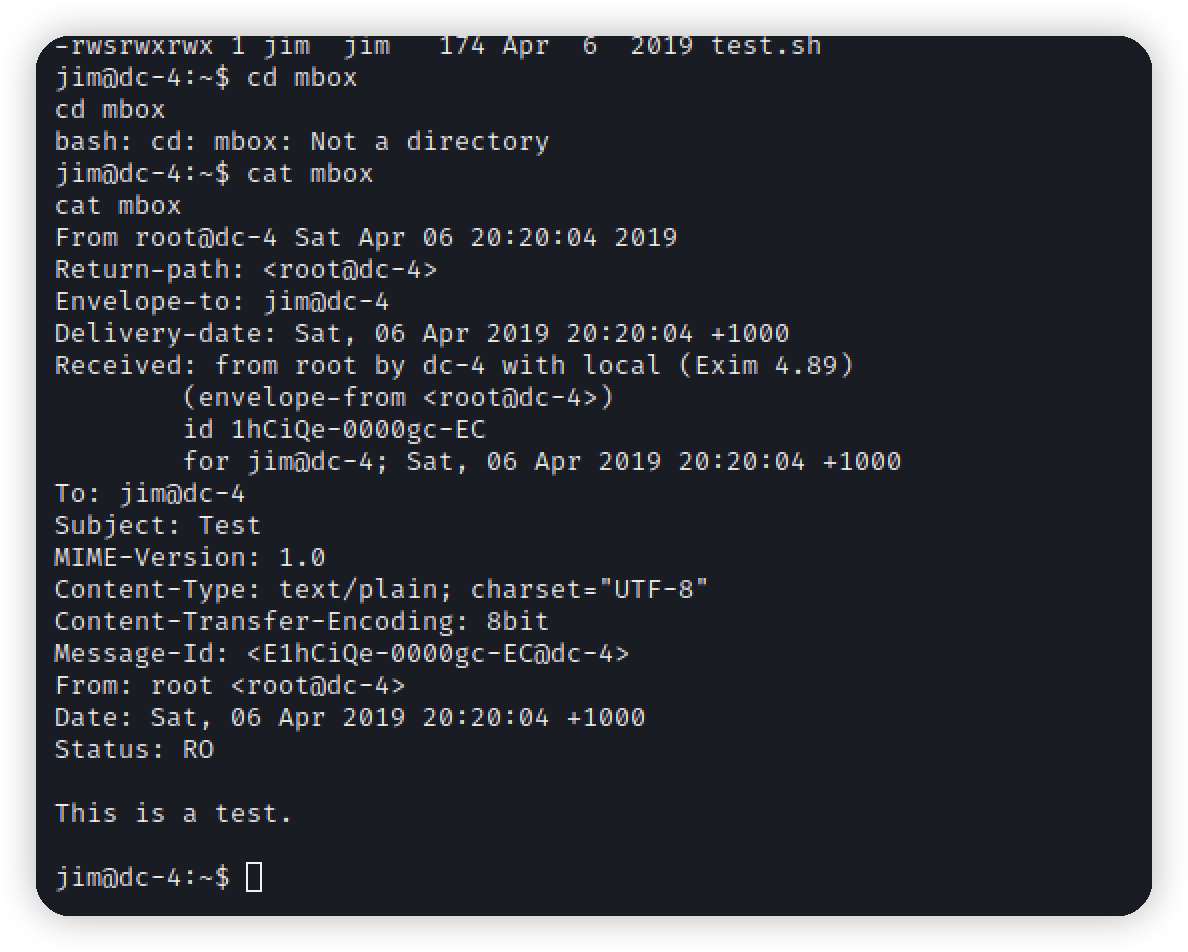 -rwsrwxrwx 1 jim  jim   174 Apr  6  2019 test.sh
jim@dc-4:~$ cd mbox
cd mbox
bash: cd: mbox: Not a directory
jim@dc-4:~$ cat mbox
cat mbox
From root@dc-4 Sat Apr 06 20:20:04 2019
Return-path: <root@dc-4>
Envelope-to: jim@dc-4
Delivery-date: Sat, 06 Apr 2019 20:20:04 +1000
Received: from root by dc-4 with local (Exim 4.89)
        (envelope-from <root@dc-4>)
        id 1hCiQe-0000gc-EC
        for jim@dc-4; Sat, 06 Apr 2019 20:20:04 +1000
To: jim@dc-4
Subject: Test
MIME-Version: 1.0
Content-Type: text/plain; charset="UTF-8"
Content-Transfer-Encoding: 8bit
Message-Id: <E1hCiQe-0000gc-EC@dc-4>
From: root <root@dc-4>
Date: Sat, 06 Apr 2019 20:20:04 +1000
Status: RO

This is a test.

jim@dc-4:~$